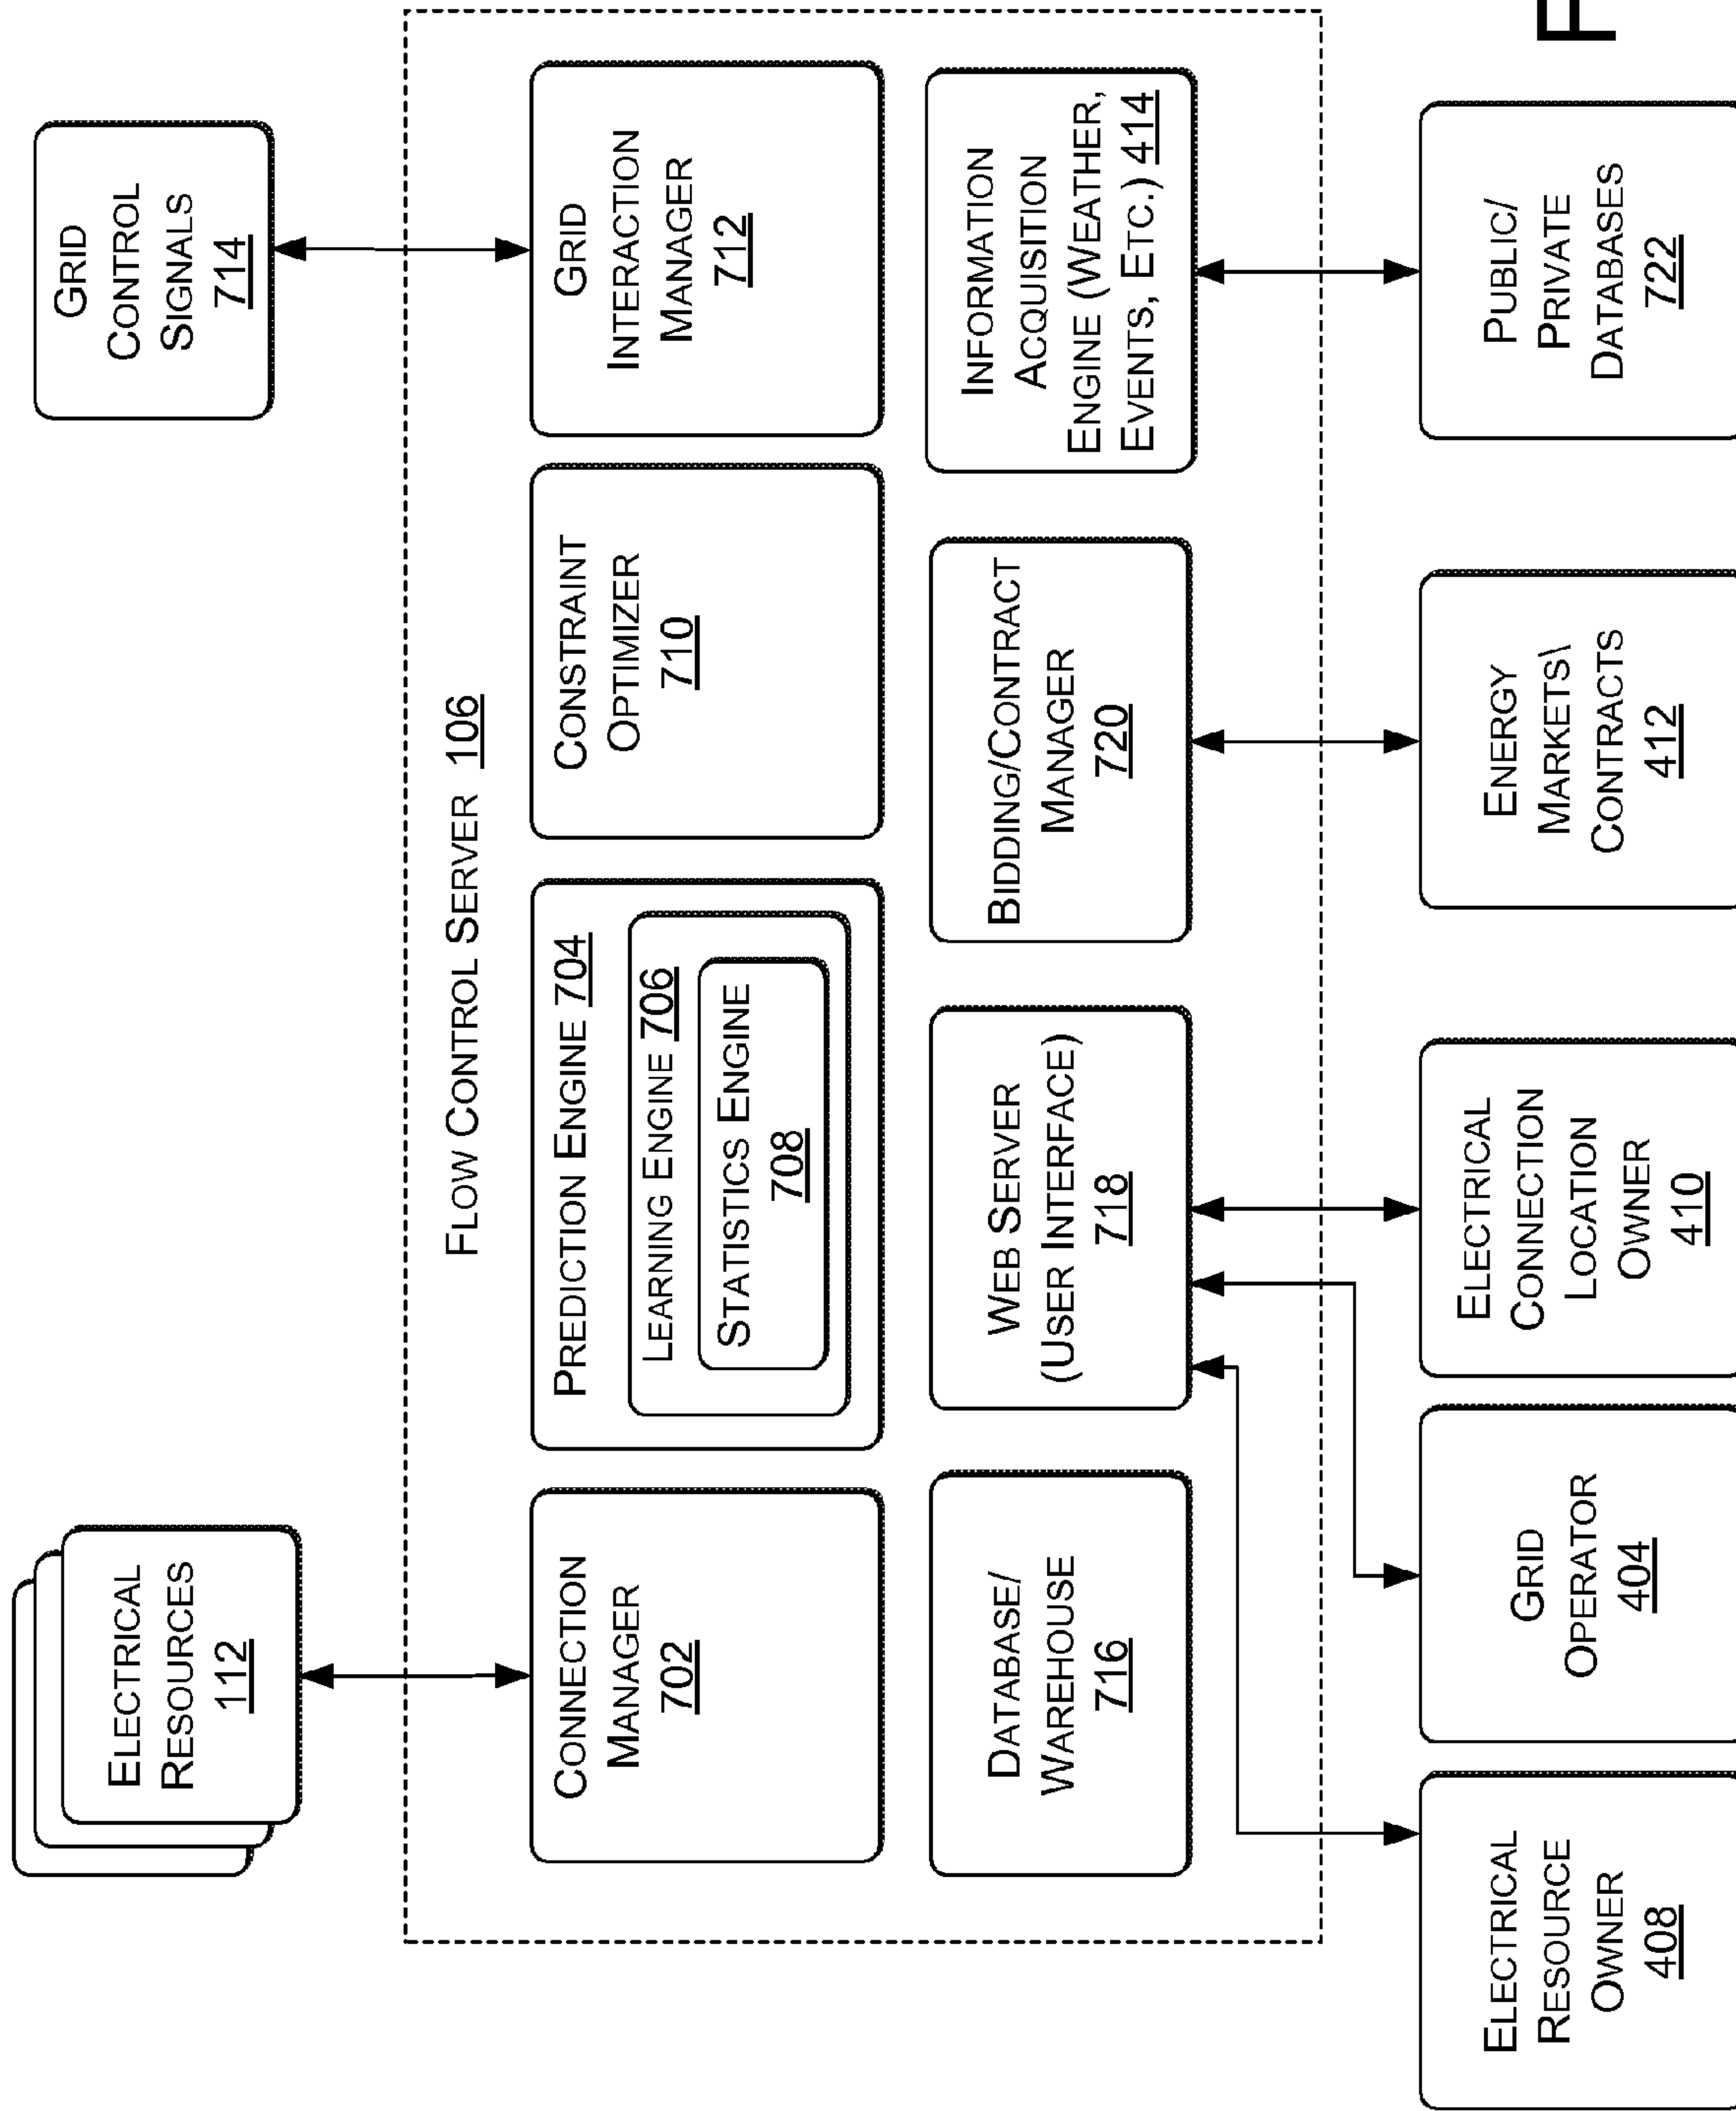 ELECTRICAL
RESOURCES
112
GRID
CONTROL
SIGNALS
714
FLOW CONTROL SERVER 106
CONNECTION
MANAGER
702
PREDICTION ENGINE 704
LEARNING ENGINE 706
STATISTICS ENGINE
708
CONSTRAINT
OPTIMIZER
710
GRID
INTERACTION
MANAGER
712
DATABASE/
WAREHOUSE
716
WEB SERVER
(USER INTERFACE)
718
BIDDING/CONTRACT
MANAGER
720
INFORMATION
ACQUISITION
ENGINE (WEATHER,
EVENTS, ETC.) 414
ELECTRICAL
RESOURCE
OWNER
408
GRID
OPERATOR
404
ELECTRICAL
CONNECTION
LOCATION
OWNER
410
ENERGY
MARKETS\
CONTRACTS
412
PUBLIC/
PRIVATE
DATABASES
722
F